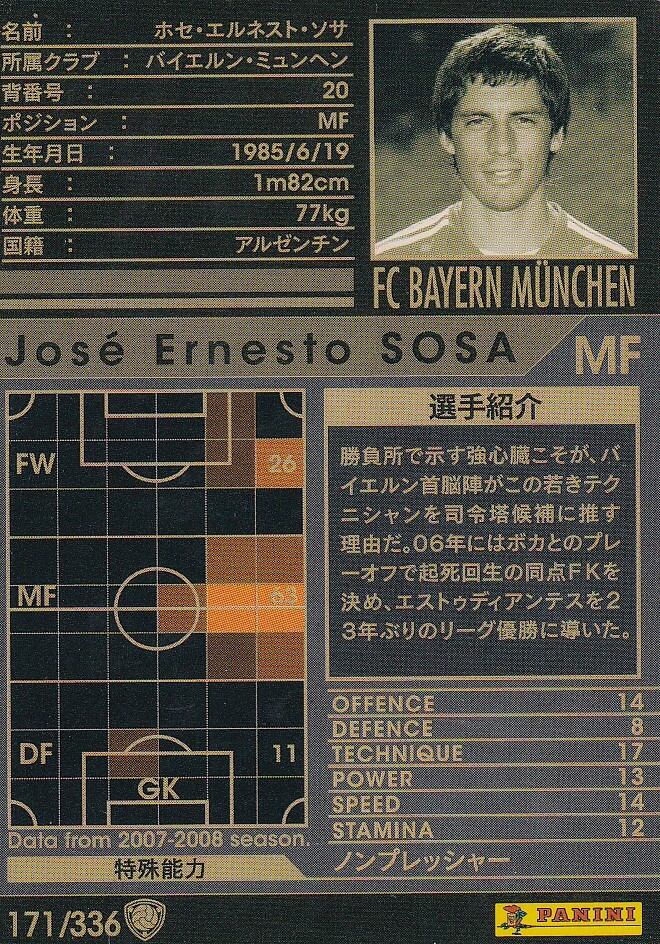 名前 : ホセ・エルネスト・ソサ
所属クラブ : バイエルン・ミュンヘン
背番号 : 20
ポジション : MF
生年月日 : 1985/6/19
身長 : 1m82cm
体重 : 77kg
国籍 : アルゼンチン
FC BAYERN MÜNCHEN
José Ernesto SOSA MF
FW 26
MF 63
DF 11
GK
Data from 2007-2008 season.
選手紹介
勝負所で示す強心臓こそが、バ
イエルン首脳陣がこの若きテク
ニシャンを司令塔候補に推す
理由だ。06年にはボカとのプレ
ーオフで起死回生の同点FKを
決め、エストゥディアンテスを2
3年ぶりのリーグ優勝に導いた。
OFFENCE 14
DEFENCE 8
TECHNIQUE 17
POWER 13
SPEED 14
STAMINA 12
特殊能力 ノンプレッシャー
171/336
PANINI